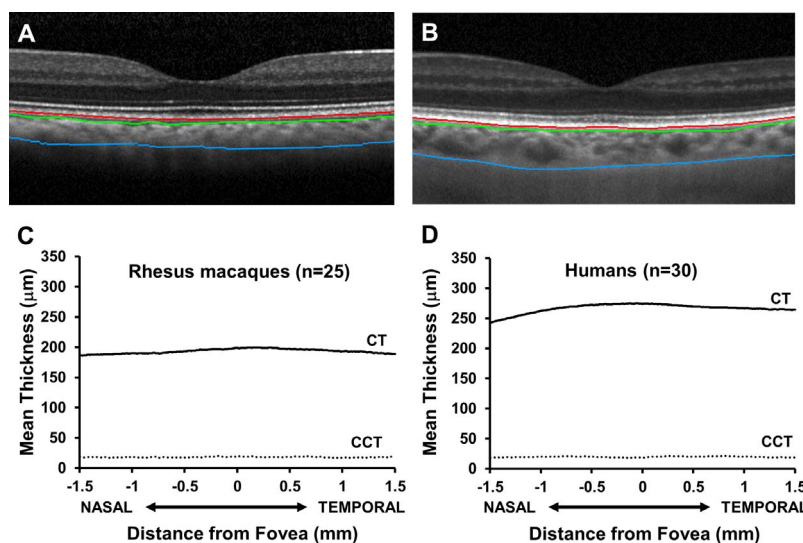 A
B
C
Rhesus macaques (n=25)
Mean Thickness (μm)
350
300
250
200
150
100
50
0
CT
CCT
-1.5
-1
-0.5
0
0.5
1
1.5
NASAL
TEMPORAL
Distance from Fovea (mm)
D
Humans (n=30)
Mean Thickness (μm)
350
300
250
200
150
100
50
0
CT
CCT
-1.5
-1
-0.5
0
0.5
1
1.5
NASAL
TEMPORAL
Distance from Fovea (mm)